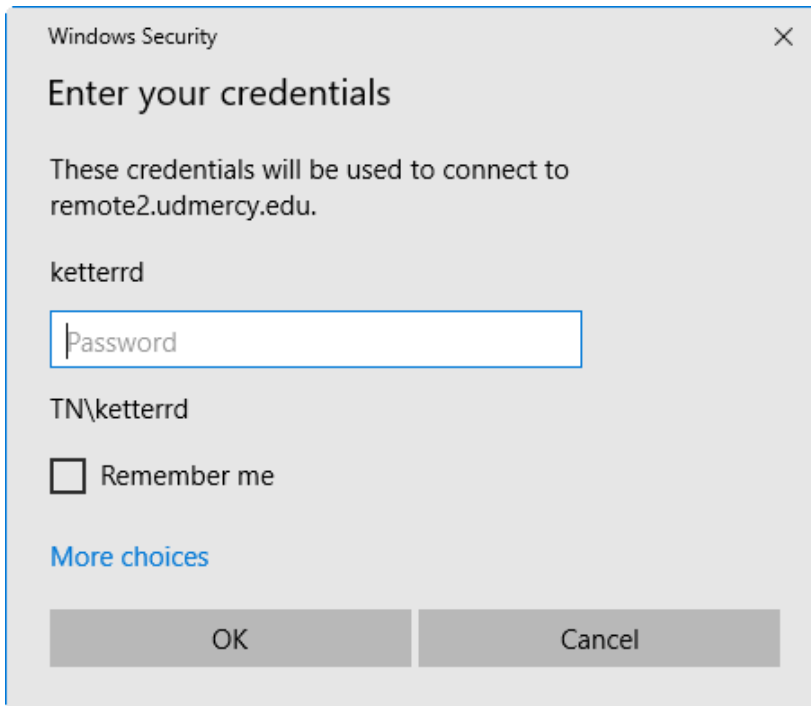 Windows Security
Enter your credentials
These credentials will be used to connect to
remote2.udmercy.edu.
ketterrd
Password
TN\ketterrd
Remember me
More choices
OK
Cancel